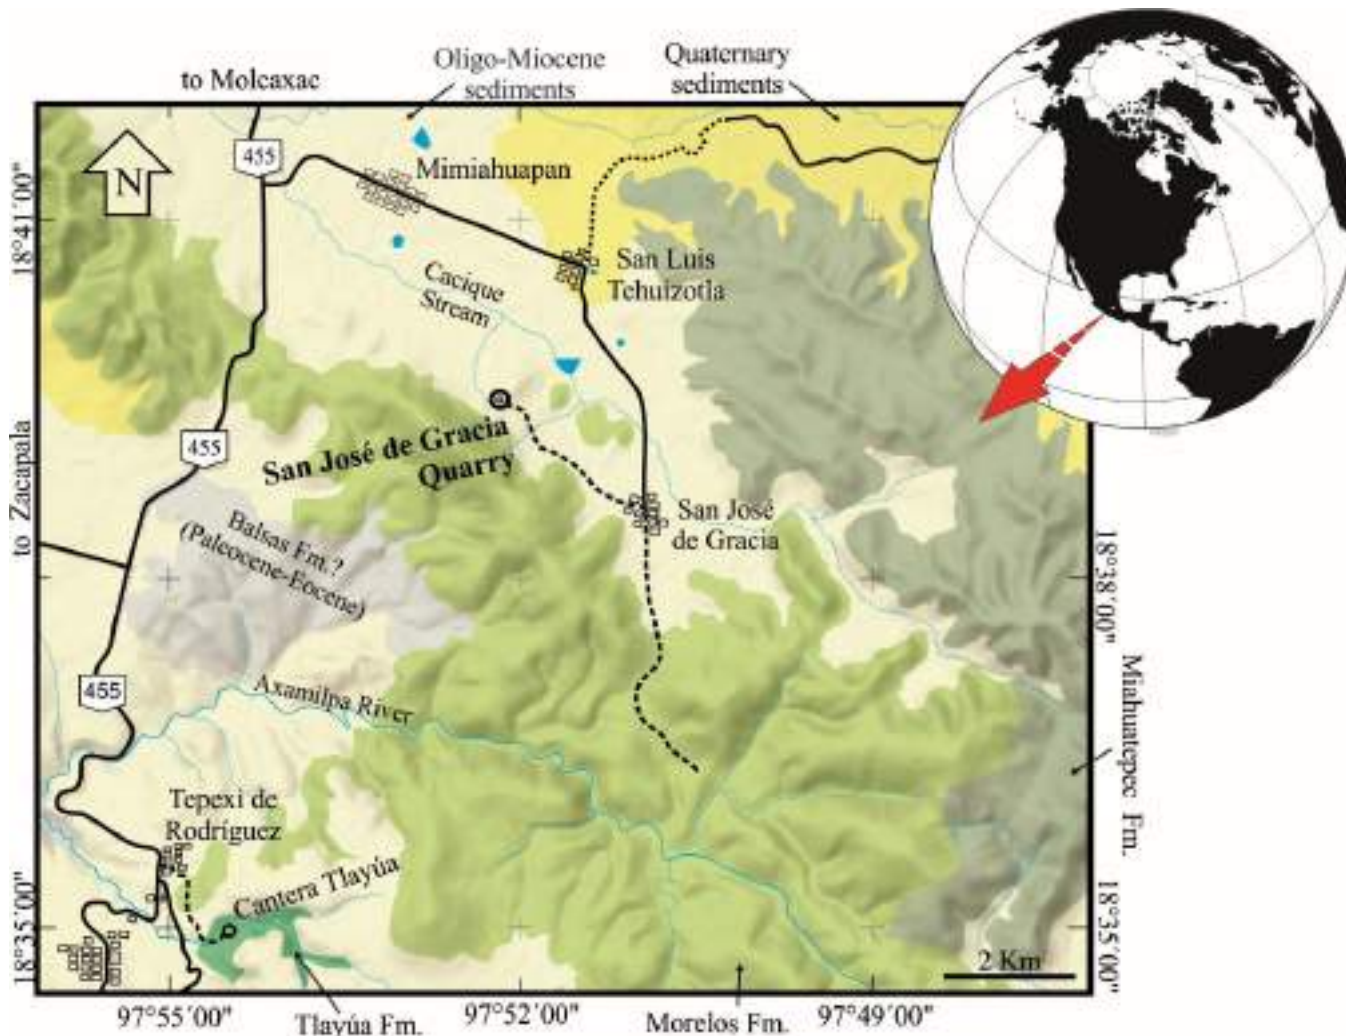 to Molcaxac
Oligo-Miocene
sediments
Quaternary
sediments
455
N
Mimiahuapan
18°41´00"
San Luis
Tehuizotla
Cacique
Stream
455
San José de Gracia
Quarry
San José
de Gracia
to Zacapala
Balsas Fm.?
(Paleocene-Eocene)
18°38´00"
455
Axamilpa River
Miahuatepec Fm.
Tepexi de
Rodríguez
Cantera Tlayúa
18°35´00"
18°35´00"
2 Km
97°55´00"
Tlayúa Fm.
97°52´00"
Morelos Fm.
97°49´00"